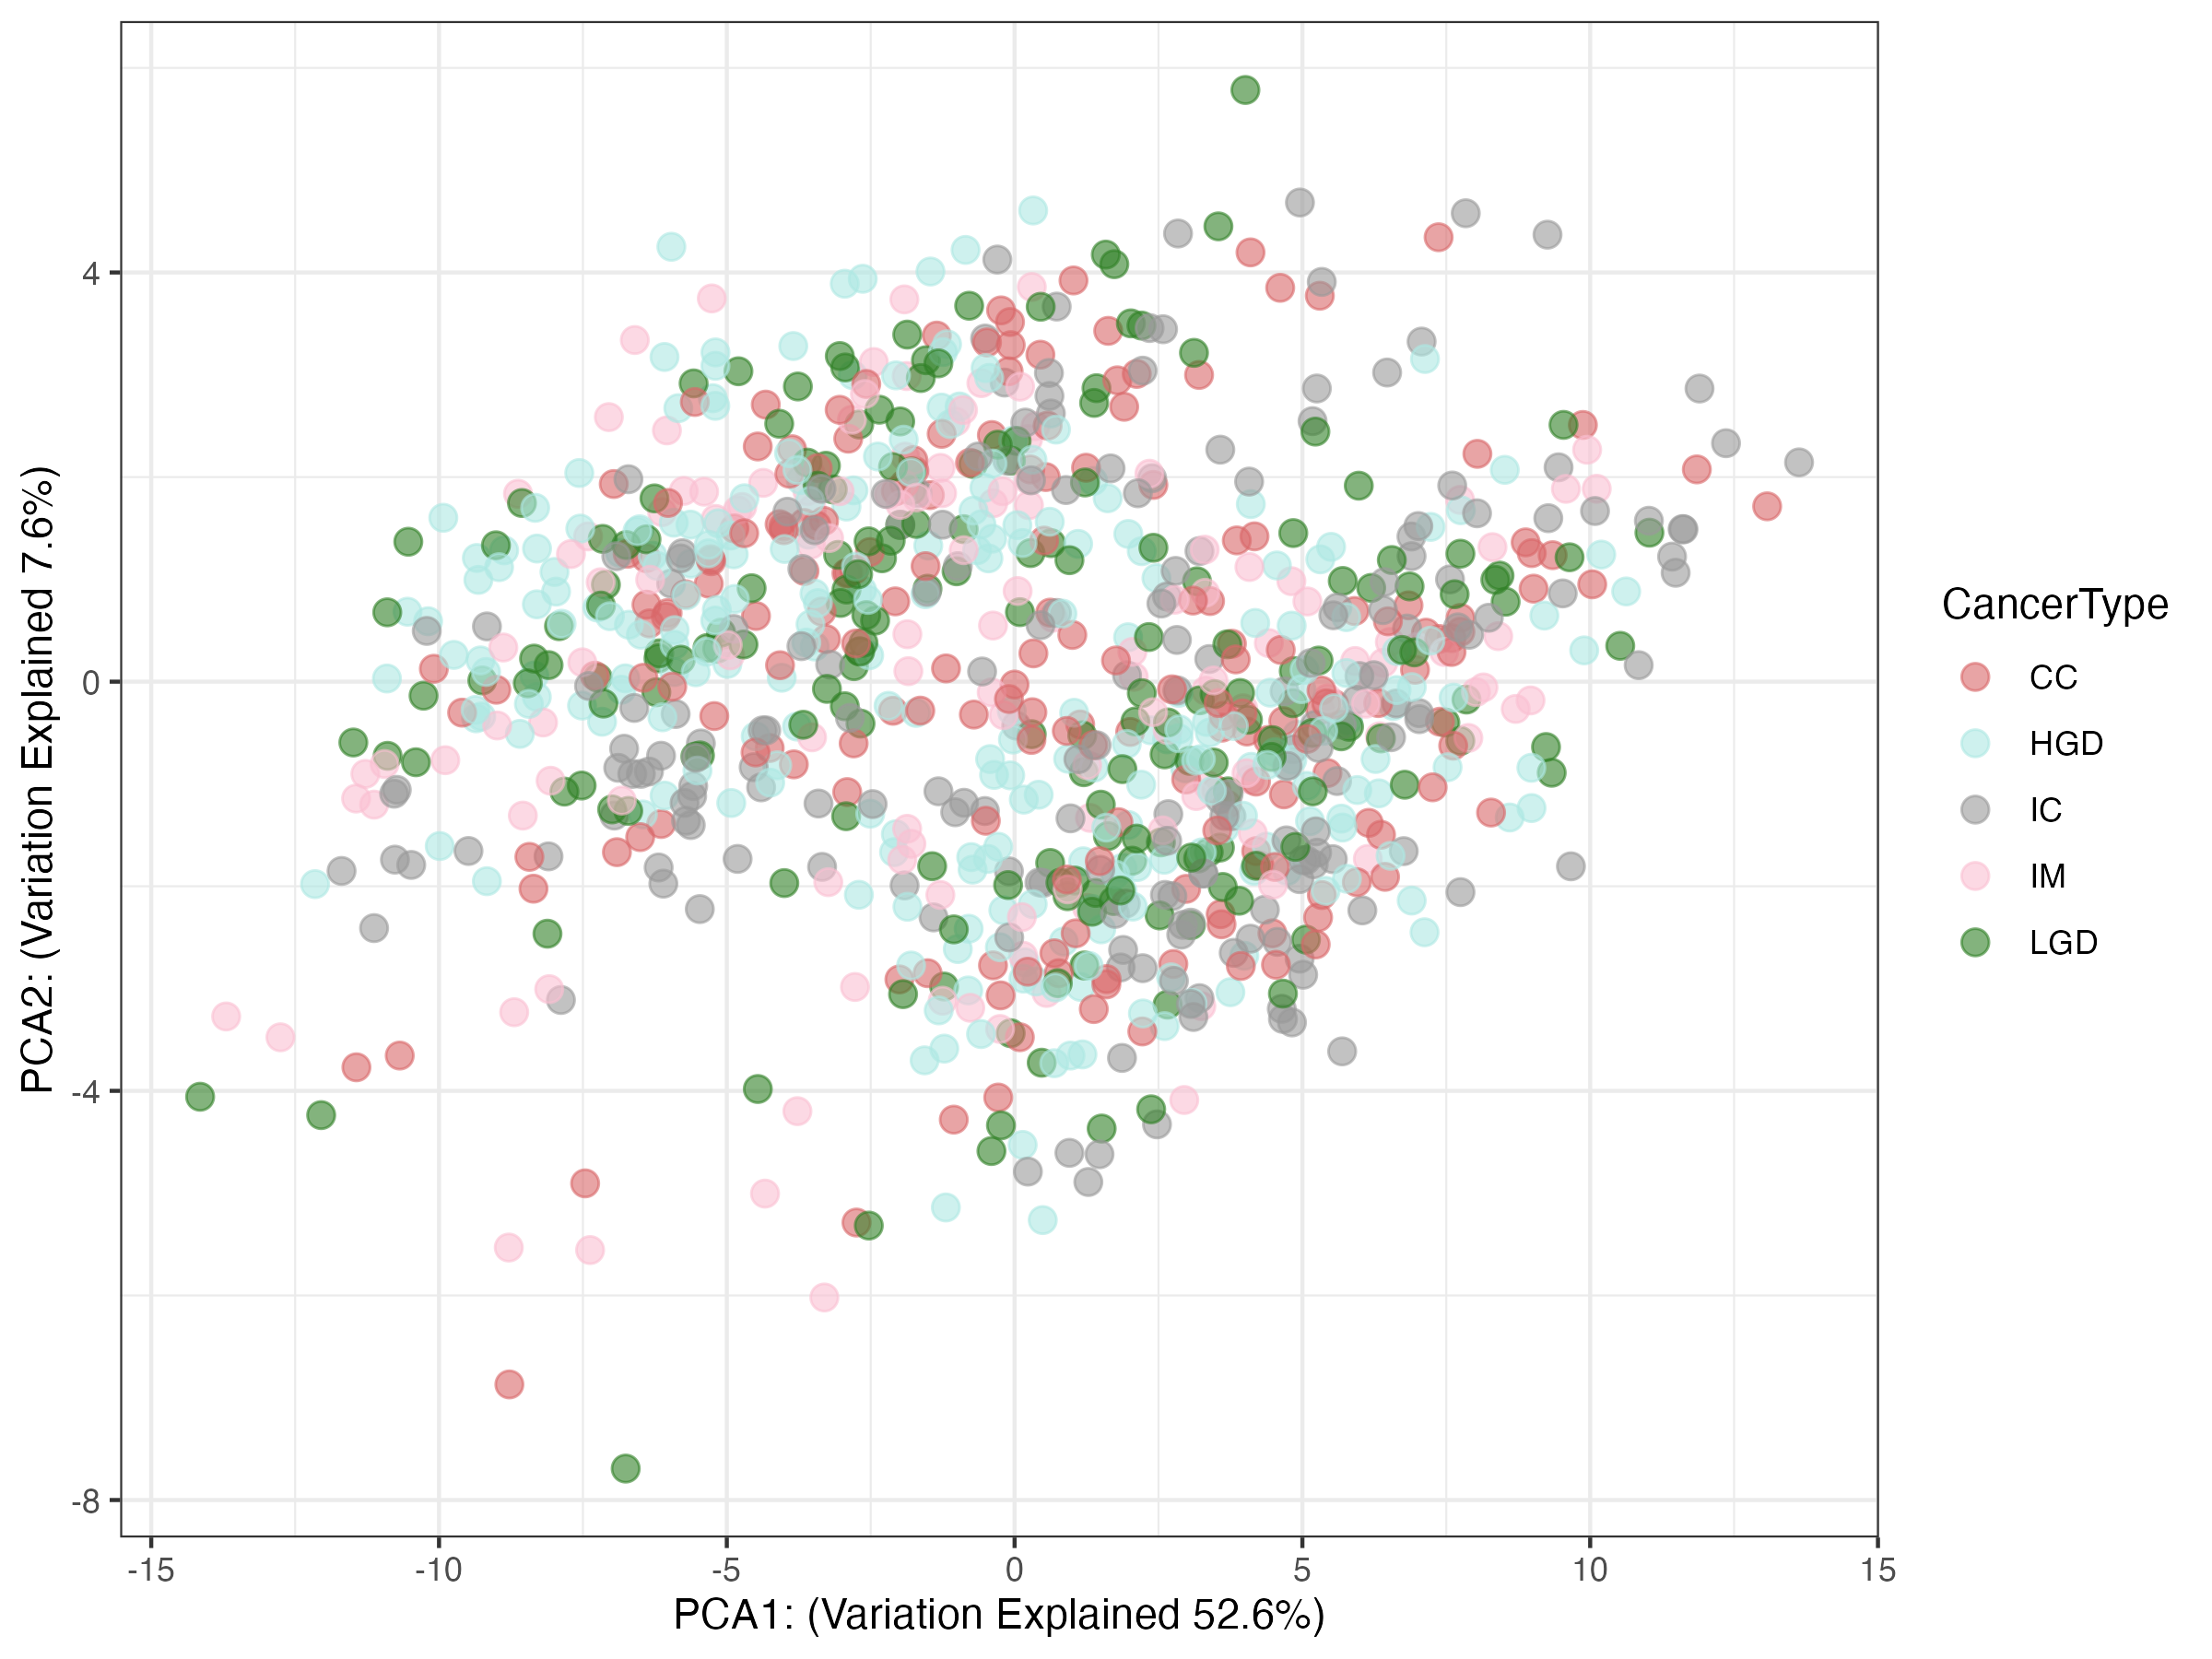 PCA2: (Variation Explained 7.6%)
4
0
-4
-8
-15
-10
-5
0
5
10
15
PCA1: (Variation Explained 52.6%)
CancerType
CC
HGD
IC
IM
LGD